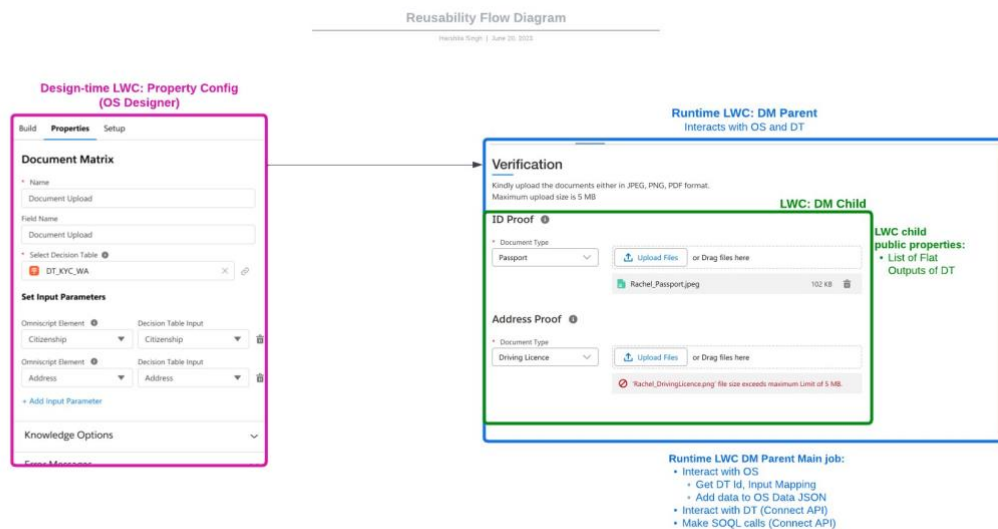 Reusability Flow Diagram
Harshita Singh | June 20, 2023
Design-time LWC: Property Config
(OS Designer)
Build Properties Setup
Document Matrix
* Name
Document Upload
Field Name
Document Upload
* Select Decision Table
DT_KYC_WA
Set Input Parameters
Omniscript Element Decision Table Input
Citizenship Citizenship
Omniscript Element Decision Table Input
Address Address
+ Add Input Parameter
Knowledge Options
Error Messages
Runtime LWC: DM Parent
Interacts with OS and DT
Verification
Kindly upload the documents either in JPEG, PNG, PDF format.
Maximum upload size is 5 MB
LWC: DM Child
ID Proof
* Document Type
Passport
Upload Files or Drag files here
Rachel_Passport.jpeg 102 KB
Address Proof
* Document Type
Driving Licence
Upload Files or Drag files here
'Rachel_DrivingLicence.png' file size exceeds maximum Limit of 5 MB.
LWC child
public properties:
• List of Flat
Outputs of DT
Runtime LWC DM Parent Main job:
• Interact with OS
• Get DT Id, Input Mapping
• Add data to OS Data JSON
• Interact with DT (Connect API)
• Make SOQL calls (Connect API)